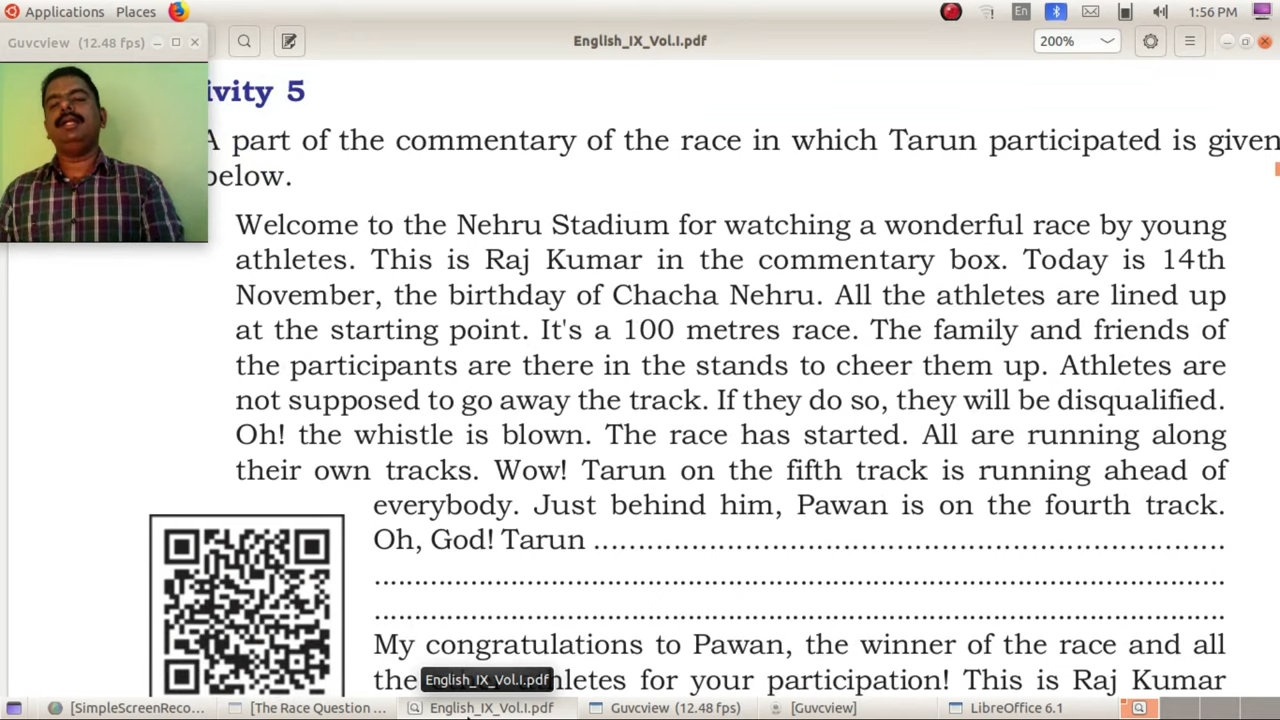 Applications Places En 1:56 PM
Guvcview (12.48 fps) English_IX_Vol.I.pdf 200%
ivity 5
A part of the commentary of the race in which Tarun participated is given
below.
Welcome to the Nehru Stadium for watching a wonderful race by young
athletes. This is Raj Kumar in the commentary box. Today is 14th
November, the birthday of Chacha Nehru. All the athletes are lined up
at the starting point. It's a 100 metres race. The family and friends of
the participants are there in the stands to cheer them up. Athletes are
not supposed to go away the track. If they do so, they will be disqualified.
Oh! the whistle is blown. The race has started. All are running along
their own tracks. Wow! Tarun on the fifth track is running ahead of
everybody. Just behind him, Pawan is on the fourth track.
Oh, God! Tarun ......................................................................
...............................................................................................
...............................................................................................
My congratulations to Pawan, the winner of the race and all
the hletes for your participation! This is Raj Kumar
English_IX_Vol.I.pdf
[SimpleScreenReco... [The Race Question ... English_IX_Vol.I.pdf Guvcview (12.48 fps) [Guvcview] LibreOffice 6.1